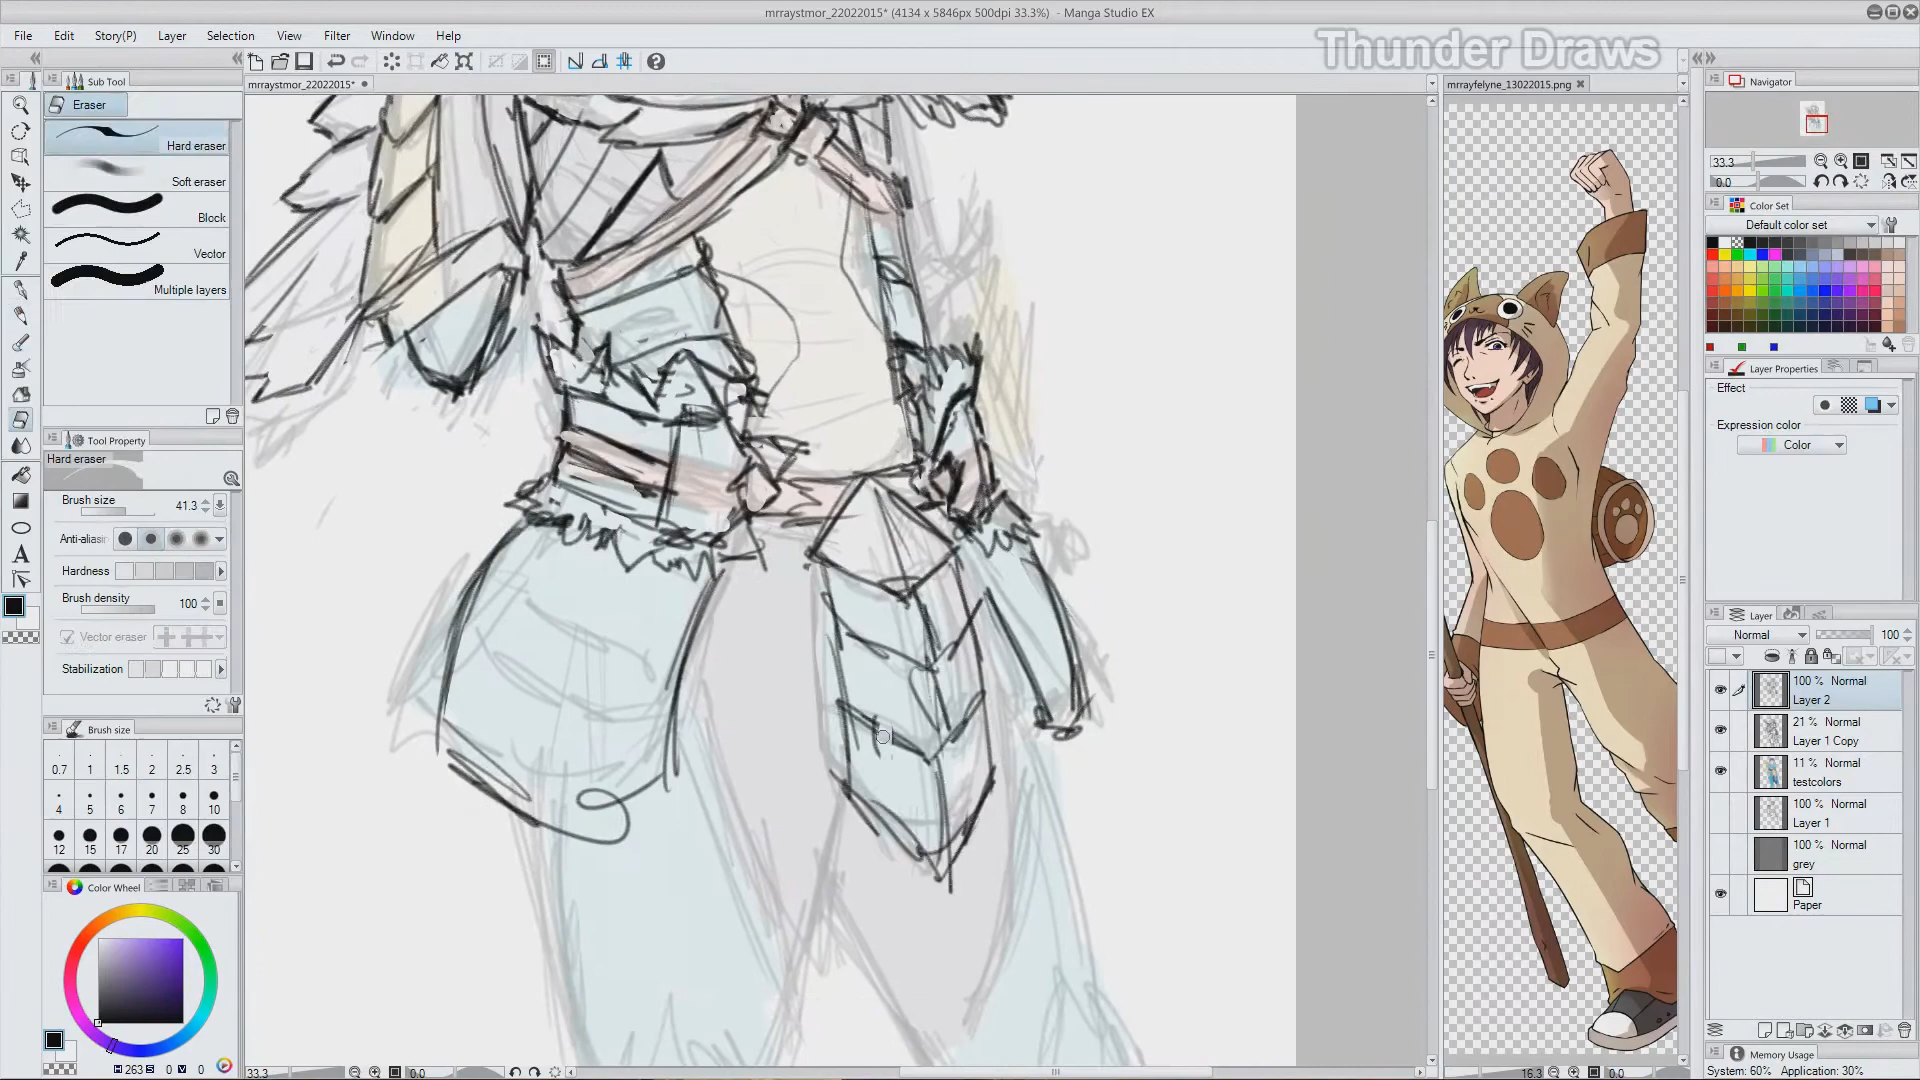 mrraystmor_22022015* (4134 x 5846px 500dpi 33.3%) - Manga Studio EX
File Edit Story(P) Layer Selection View Filter Window Help
Thunder Draws
Sub Tool
mrraystmor_22022015*
mrrayfelyne_13022015.png
Navigator
Eraser
Hard eraser
Soft eraser
Block
Vector
Multiple layers
33.3
0.0
Color Set
Default color set
Layer Properties
Effect
Expression color
Color
Tool Property
Hard eraser
Brush size 41.3
Anti-aliasin
Hardness
Brush density 100
Vector eraser
Stabilization
Brush size
0.7 1 1.5 2 2.5 3
4 5 6 7 8 10
12 15 17 20 25 30
Color Wheel
H 263 S 0 V 0
Layer
Normal 100
100 % Normal
Layer 2
21 % Normal
Layer 1 Copy
11 % Normal
testcolors
100 % Normal
Layer 1
100 % Normal
grey
Paper
Memory Usage
System: 60% Application: 30%
33.3 0.0
16.3 0.0